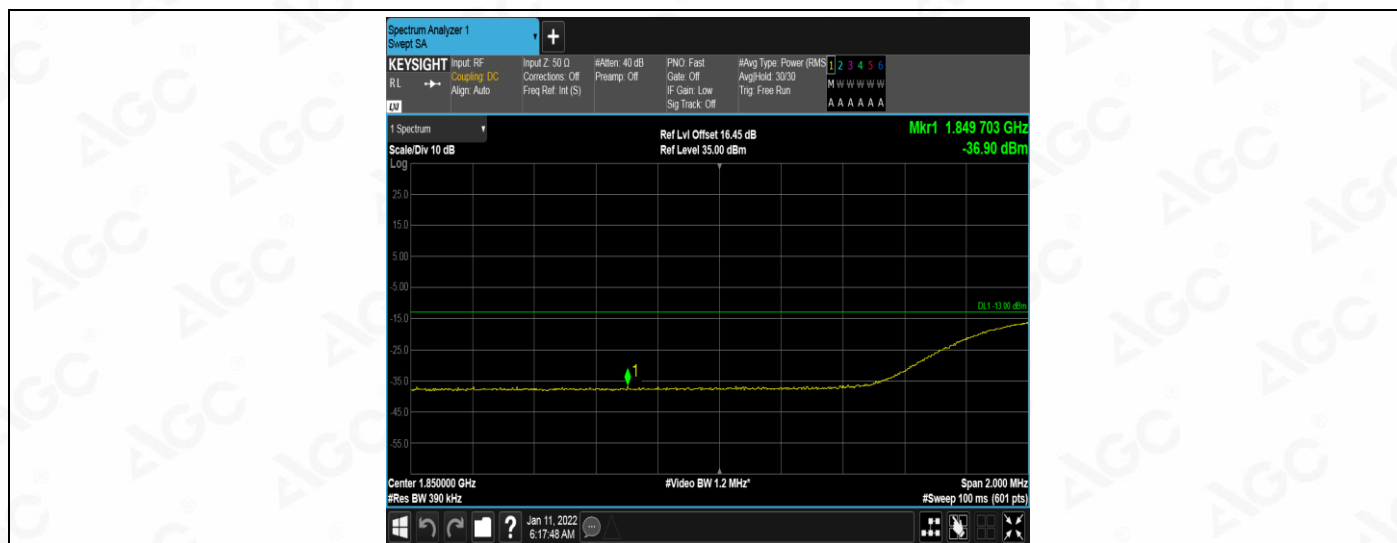 Spectrum Analyzer 1
Swept SA
KEYSIGHT Input: RF Input Z: 50 Ω #Atten: 40 dB PNO: Fast #Avg Type: Power (RMS 1 2 3 4 5 6
RL Coupling: DC Corrections: Off Preamp: Off Gate: Off Avg|Hold: 30/30 M W W W W W
Align: Auto Freq Ref: Int (S) IF Gain: Low Trig: Free Run
Sig Track: Off A A A A A A
1 Spectrum Ref Lvl Offset 16.45 dB Mkr1 1.849 703 GHz
Scale/Div 10 dB Ref Level 35.00 dBm -36.90 dBm
Log
25.0
15.0
5.00
-5.00
DL1 -13.00 dBm
-15.0
-25.0
1
-35.0
-45.0
-55.0
Center 1.850000 GHz #Video BW 1.2 MHz* Span 2.000 MHz
#Res BW 390 kHz #Sweep 100 ms (601 pts)
? Jan 11, 2022
6:17:48 AM
AGC